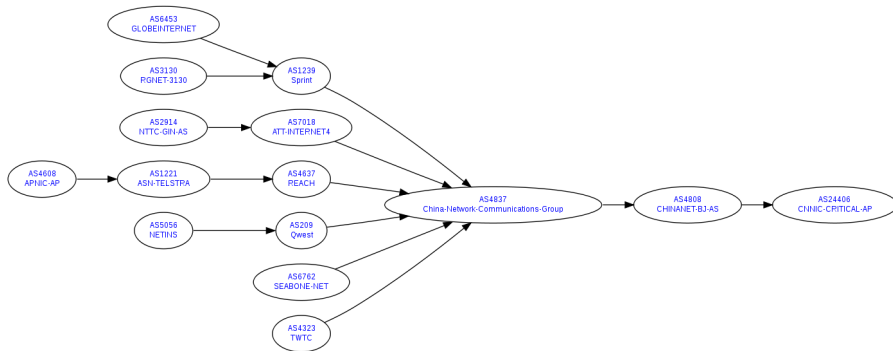 AS6453
GLOBEINTERNET
AS3130
RGNET-3130
AS1239
Sprint
AS2914
NTTC-GIN-AS
AS7018
ATT-INTERNET4
AS4608
APNIC-AP
AS1221
ASN-TELSTRA
AS4637
REACH
AS4837
China-Network-Communications-Group
AS4808
CHINANET-BJ-AS
AS24406
CNNIC-CRITICAL-AP
AS5056
NETINS
AS209
Qwest
AS6762
SEABONE-NET
AS4323
TWTC